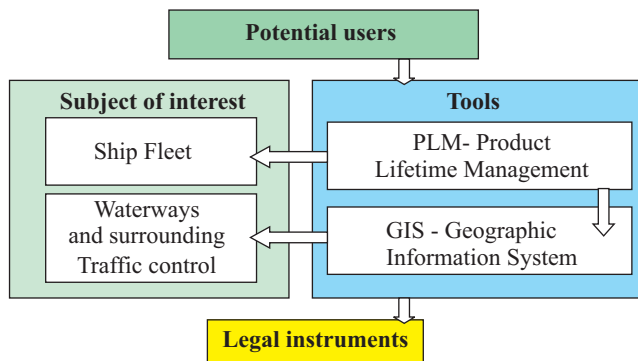 Potential users
Subject of interest
Ship Fleet
Waterways
and surrounding
Traffic control
Tools
PLM- Product
Lifetime Management
GIS - Geographic
Information System
Legal instruments